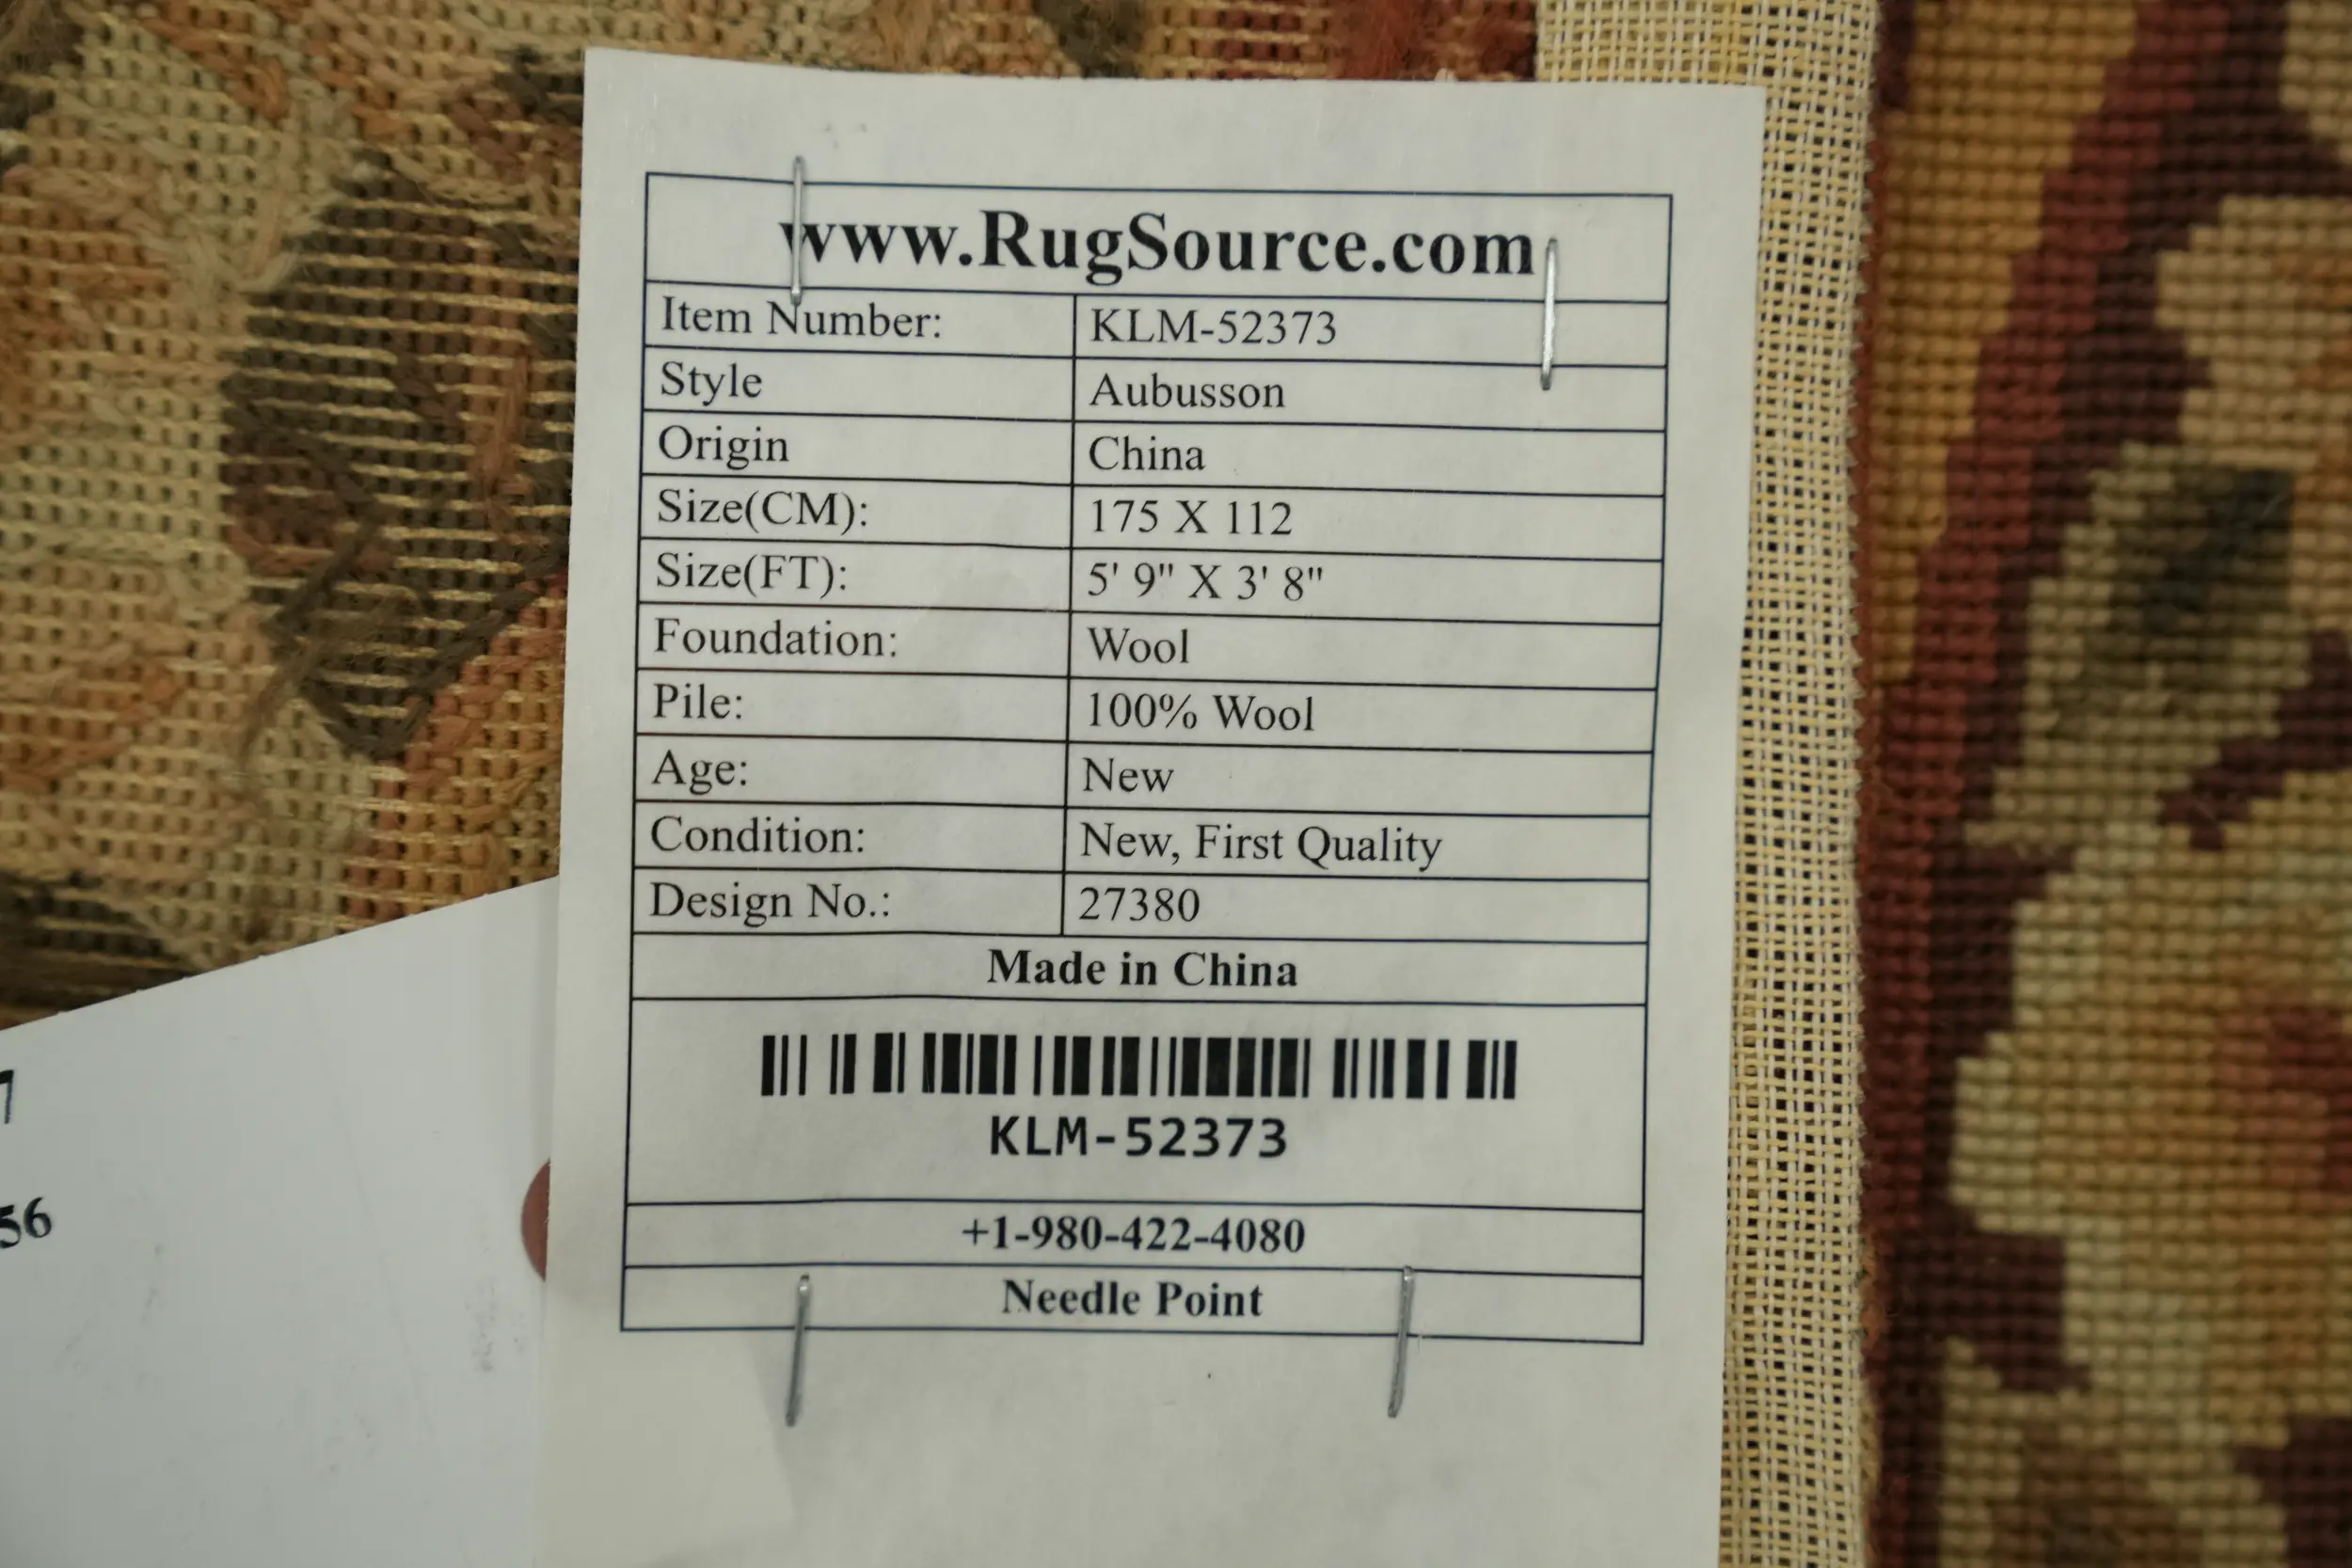 www.RugSource.com
Item Number: KLM-52373
Style Aubusson
Origin China
Size(CM): 175 X 112
Size(FT): 5' 9" X 3' 8"
Foundation: Wool
Pile: 100% Wool
Age: New
Condition: New, First Quality
Design No.: 27380
Made in China
KLM-52373
+1-980-422-4080
Needle Point
56